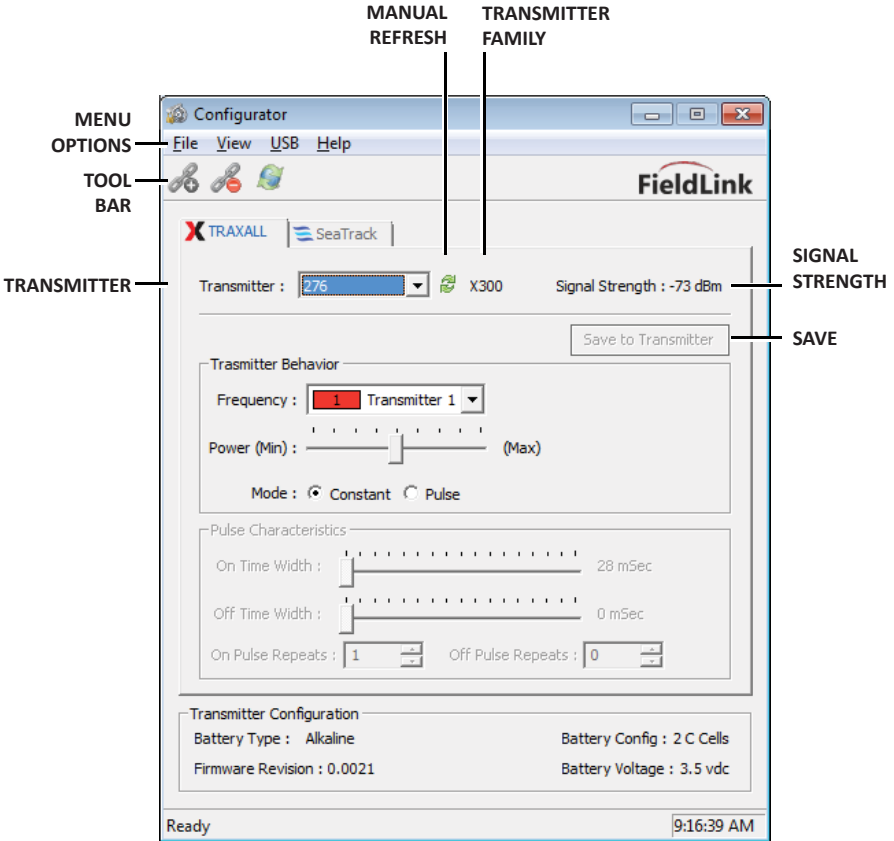 MANUAL REFRESH
TRANSMITTER FAMILY
Configurator
MENU OPTIONS
File View USB Help
TOOL BAR
FieldLink
TRAXALL SeaTrack
TRANSMITTER
Transmitter : 276 X300 Signal Strength : -73 dBm
SIGNAL STRENGTH
Save to Transmitter
SAVE
Trasmitter Behavior
Frequency : 1 Transmitter 1
Power (Min) : (Max)
Mode : Constant Pulse
Pulse Characteristics
On Time Width : 28 mSec
Off Time Width : 0 mSec
On Pulse Repeats : 1 Off Pulse Repeats : 0
Transmitter Configuration
Battery Type : Alkaline Battery Config : 2 C Cells
Firmware Revision : 0.0021 Battery Voltage : 3.5 vdc
Ready 9:16:39 AM